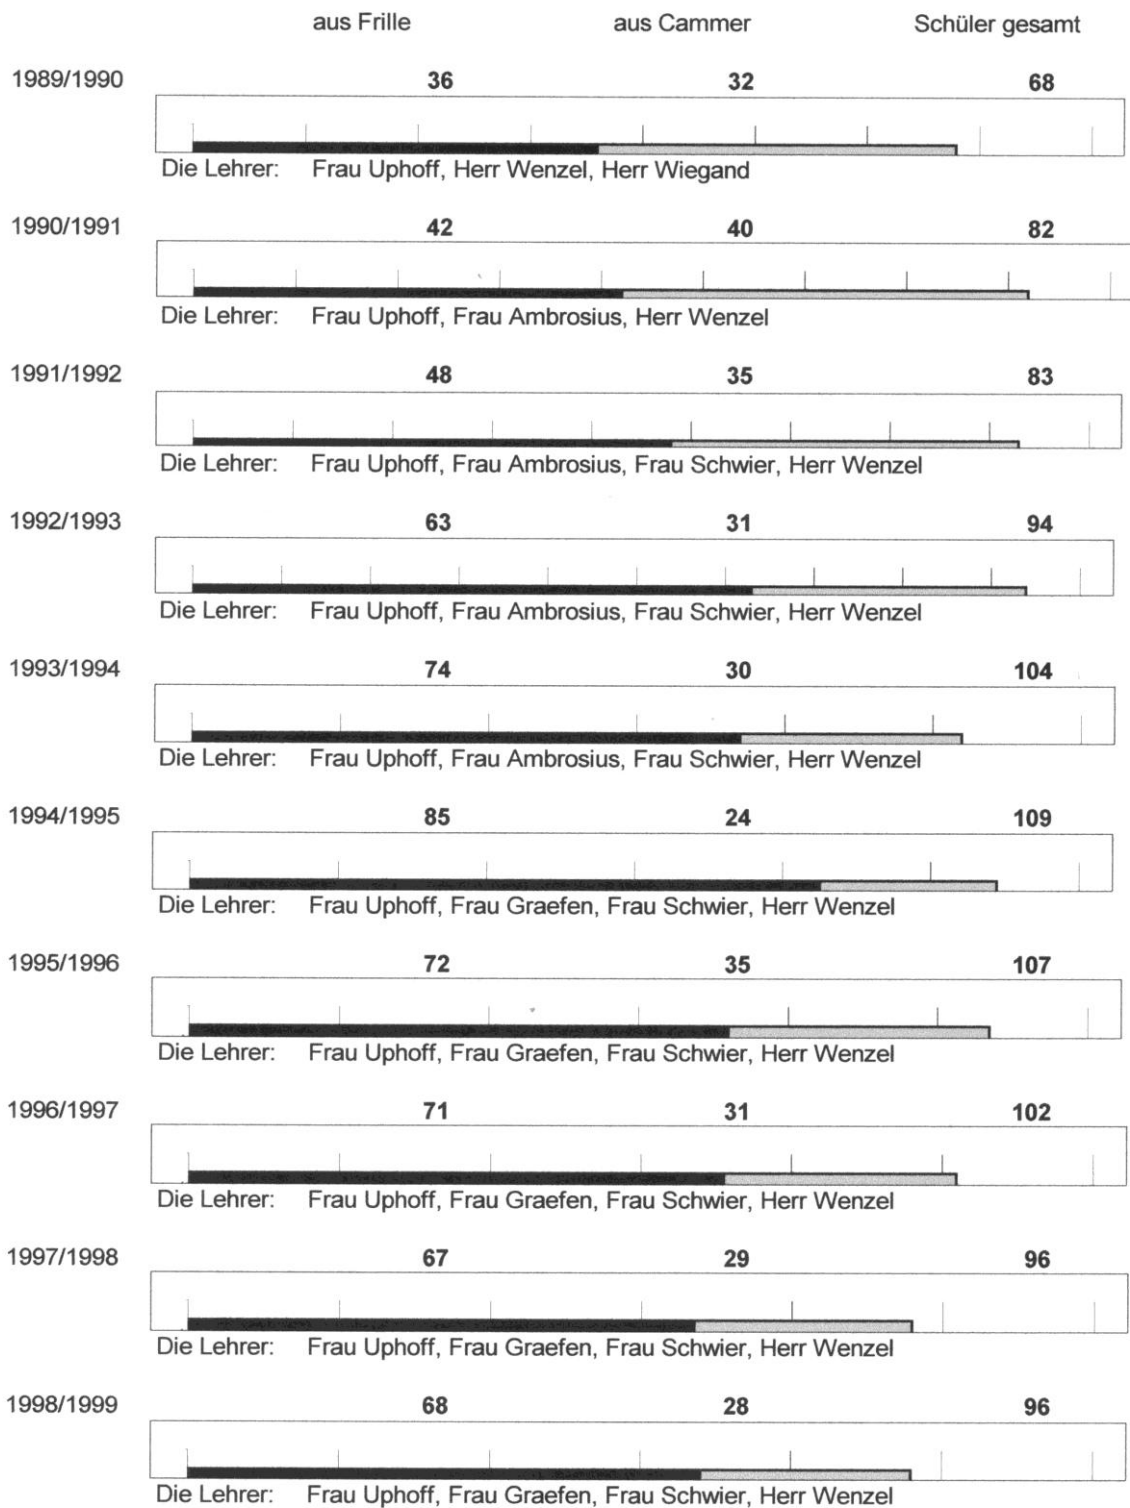 aus Frille aus Cammer Schüler gesamt
1989/1990 36 32 68
Die Lehrer: Frau Uphoff, Herr Wenzel, Herr Wiegand
1990/1991 42 40 82
Die Lehrer: Frau Uphoff, Frau Ambrosius, Herr Wenzel
1991/1992 48 35 83
Die Lehrer: Frau Uphoff, Frau Ambrosius, Frau Schwier, Herr Wenzel
1992/1993 63 31 94
Die Lehrer: Frau Uphoff, Frau Ambrosius, Frau Schwier, Herr Wenzel
1993/1994 74 30 104
Die Lehrer: Frau Uphoff, Frau Ambrosius, Frau Schwier, Herr Wenzel
1994/1995 85 24 109
Die Lehrer: Frau Uphoff, Frau Graefen, Frau Schwier, Herr Wenzel
1995/1996 72 35 107
Die Lehrer: Frau Uphoff, Frau Graefen, Frau Schwier, Herr Wenzel
1996/1997 71 31 102
Die Lehrer: Frau Uphoff, Frau Graefen, Frau Schwier, Herr Wenzel
1997/1998 67 29 96
Die Lehrer: Frau Uphoff, Frau Graefen, Frau Schwier, Herr Wenzel
1998/1999 68 28 96
Die Lehrer: Frau Uphoff, Frau Graefen, Frau Schwier, Herr Wenzel